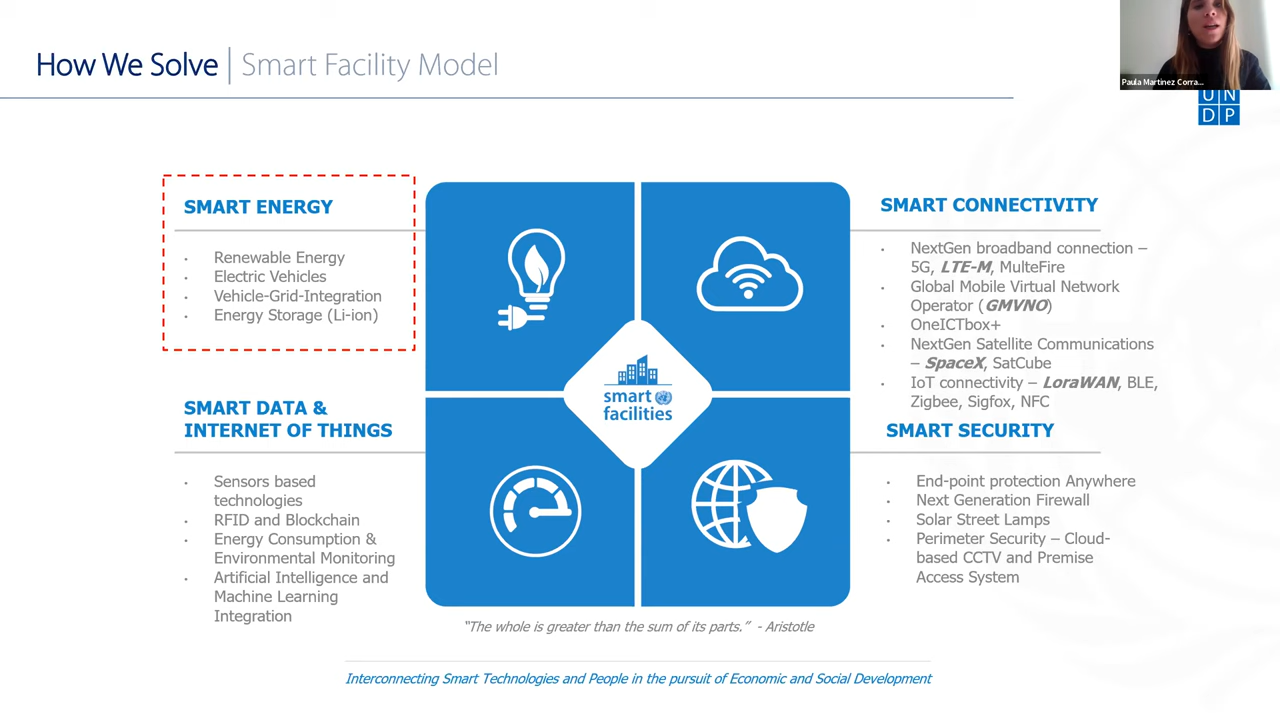 How We Solve | Smart Facility Model
Paula Martinez Corra...
U N
D P
SMART ENERGY
• Renewable Energy
• Electric Vehicles
• Vehicle-Grid-Integration
• Energy Storage (Li-ion)
SMART CONNECTIVITY
• NextGen broadband connection –
5G, LTE-M, MulteFire
• Global Mobile Virtual Network
Operator (GMVNO)
• OneICTbox+
• NextGen Satellite Communications
– SpaceX, SatCube
• IoT connectivity – LoraWAN, BLE,
Zigbee, Sigfox, NFC
smart
facilities
SMART DATA &
INTERNET OF THINGS
• Sensors based
technologies
• RFID and Blockchain
• Energy Consumption &
Environmental Monitoring
• Artificial Intelligence and
Machine Learning
Integration
SMART SECURITY
• End-point protection Anywhere
• Next Generation Firewall
• Solar Street Lamps
• Perimeter Security – Cloud-
based CCTV and Premise
Access System
“The whole is greater than the sum of its parts.” - Aristotle
Interconnecting Smart Technologies and People in the pursuit of Economic and Social Development